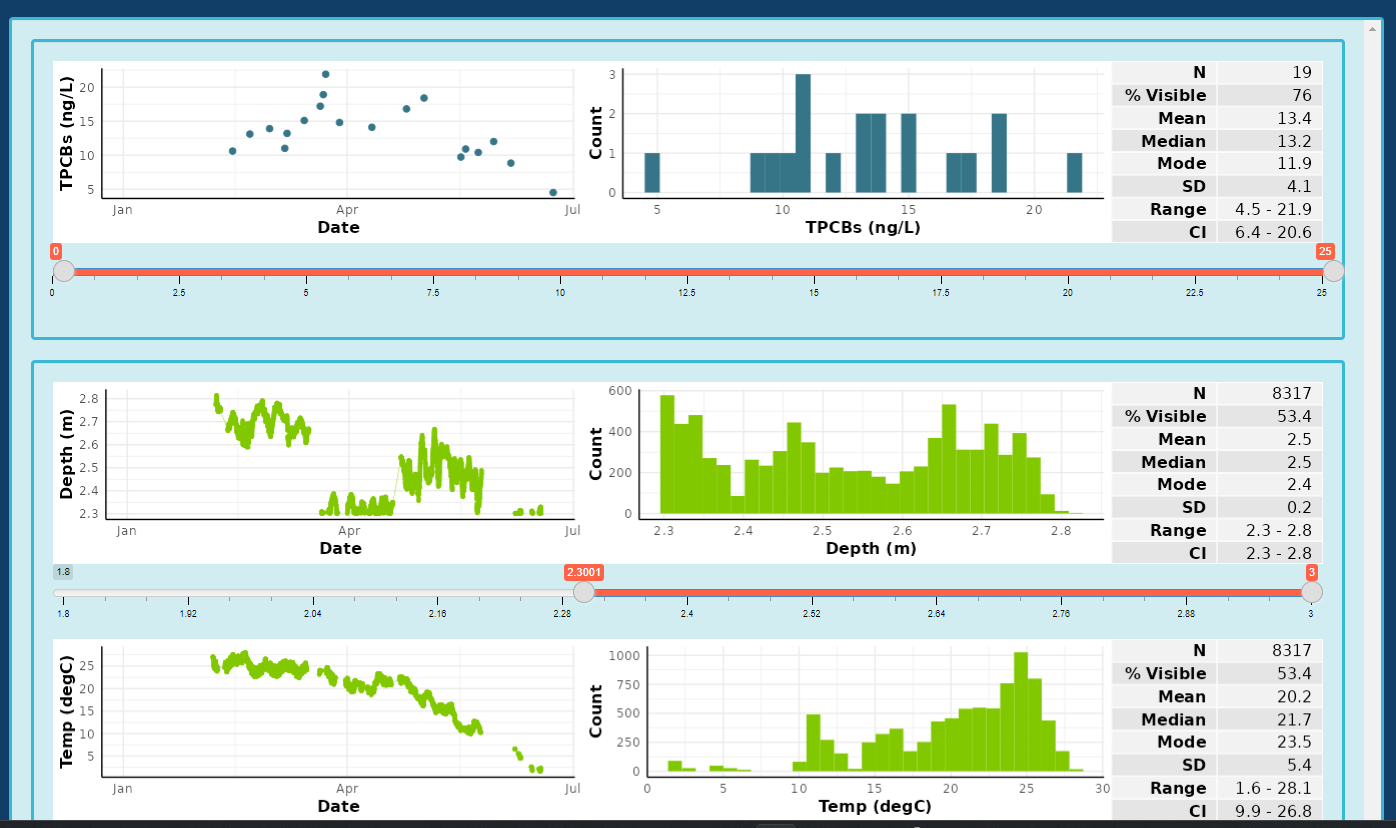 TPCBs (ng/L)
20
15
10
5
Jan
Apr
Jul
Date
Count
3
2
1
0
5
10
15
20
TPCBs (ng/L)
N 19
% Visible 76
Mean 13.4
Median 13.2
Mode 11.9
SD 4.1
Range 4.5 - 21.9
CI 6.4 - 20.6
0
25
0 2.5 5 7.5 10 12.5 15 17.5 20 22.5 25
Depth (m)
2.8
2.7
2.6
2.5
2.4
2.3
Jan
Apr
Jul
Date
Count
600
400
200
0
2.3 2.4 2.5 2.6 2.7 2.8
Depth (m)
N 8317
% Visible 53.4
Mean 2.5
Median 2.5
Mode 2.4
SD 0.2
Range 2.3 - 2.8
CI 2.3 - 2.8
1.8
2.3001
3
1.8 1.92 2.04 2.16 2.28 2.4 2.52 2.64 2.76 2.88 3
Temp (degC)
25
20
15
10
5
Jan
Apr
Jul
Date
Count
1000
750
500
250
0
0 5 10 15 20 25 30
Temp (degC)
N 8317
% Visible 53.4
Mean 20.2
Median 21.7
Mode 23.5
SD 5.4
Range 1.6 - 28.1
CI 9.9 - 26.8